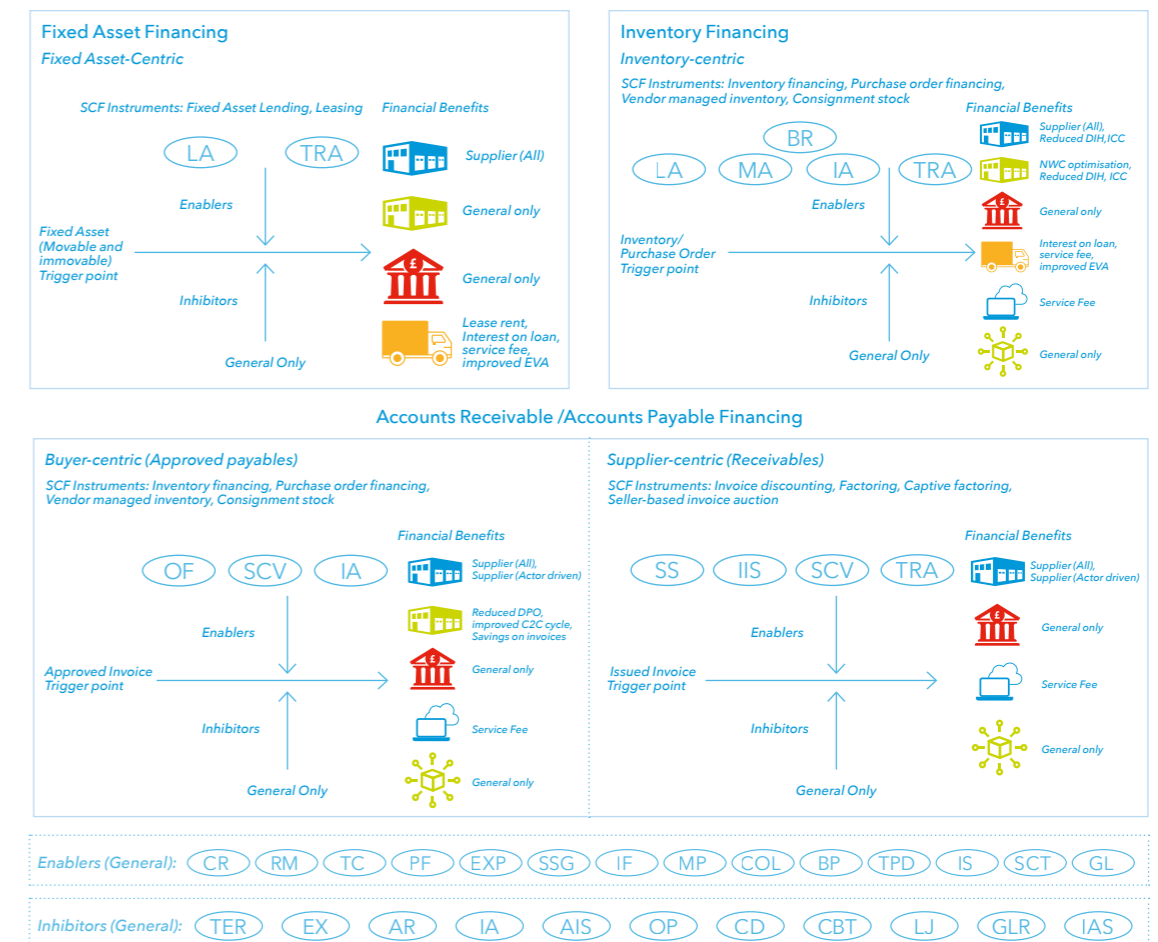 Fixed Asset Financing
Fixed Asset-Centric
SCF Instruments: Fixed Asset Lending, Leasing
Financial Benefits
LA
TRA
Supplier (All)
Enablers
General only
Fixed Asset
(Movable and
immovable)
Trigger point
£
General only
Inhibitors
Lease rent,
Interest on loan,
service fee,
improved EVA
General Only
Inventory Financing
Inventory-centric
SCF Instruments: Inventory financing, Purchase order financing,
Vendor managed inventory, Consignment stock
Financial Benefits
BR
LA
MA
IA
TRA
Supplier (All),
Reduced DIH,ICC
NWC optimisation,
Reduced DIH, ICC
Enablers
£
General only
Inventory/
Purchase Order
Trigger point
Interest on loan,
service fee,
improved EVA
Inhibitors
Service Fee
General Only
General only
Accounts Receivable /Accounts Payable Financing
Buyer-centric (Approved payables)
SCF Instruments: Inventory financing, Purchase order financing,
Vendor managed inventory, Consignment stock
Financial Benefits
OF
SCV
IA
Supplier (All),
Supplier (Actor driven)
Enablers
Reduced DPO,
improved C2C cycle,
Savings on invoices
Approved Invoice
Trigger point
£
General only
Inhibitors
Service Fee
General Only
General only
Supplier-centric (Receivables)
SCF Instruments: Invoice discounting, Factoring, Captive factoring,
Seller-based invoice auction
Financial Benefits
SS
IIS
SCV
TRA
Supplier (All),
Supplier (Actor driven)
Enablers
£
General only
Issued Invoice
Trigger point
Service Fee
Inhibitors
General only
General Only
Enablers (General): CR RM TC PF EXP SSG IF MP COL BP TPD IS SCT GL
Inhibitors (General): TER EX AR IA AIS OP CD CBT LJ GLR IAS